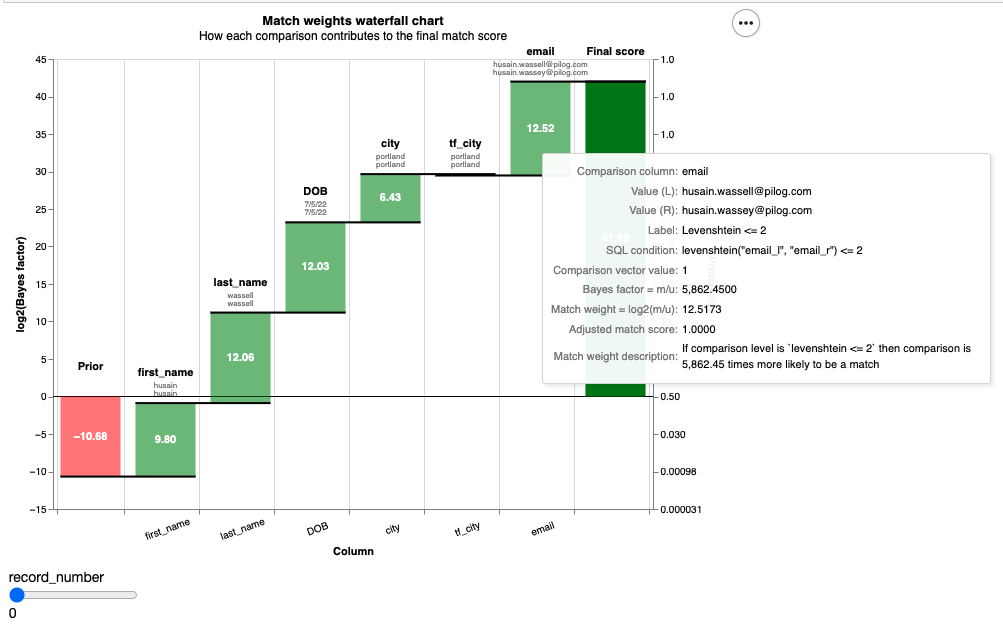 Match weights waterfall chart
How each comparison contributes to the final match score
•••
email
Final score
husain.wassell@pilog.com
husain.wassey@pilog.com
45
40
35
30
25
20
15
10
5
0
−5
−10
−15
log2(Bayes factor)
1.0
1.0
1.0
0.50
0.030
0.00098
0.000031
Prior
−10.68
first_name
husain
husain
9.80
last_name
wassell
wassell
12.06
DOB
7/5/22
7/5/22
12.03
city
portland
portland
6.43
tf_city
portland
portland
12.52
Comparison column: email
Value (L): husain.wassell@pilog.com
Value (R): husain.wassey@pilog.com
Label: Levenshtein <= 2
SQL condition: levenshtein("email_l", "email_r") <= 2
Comparison vector value: 1
Bayes factor = m/u: 5,862.4500
Match weight = log2(m/u): 12.5173
Adjusted match score: 1.0000
Match weight description: If comparison level is `levenshtein <= 2` then comparison is
5,862.45 times more likely to be a match
first_name
last_name
DOB
city
tf_city
email
Column
record_number
0